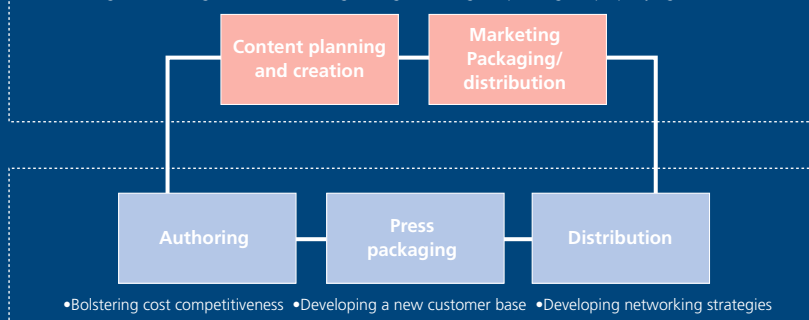 Content planning
and creation
Marketing
Packaging/
distribution
Authoring
Press
packaging
Distribution
•Bolstering cost competitiveness •Developing a new customer base •Developing networking strategies